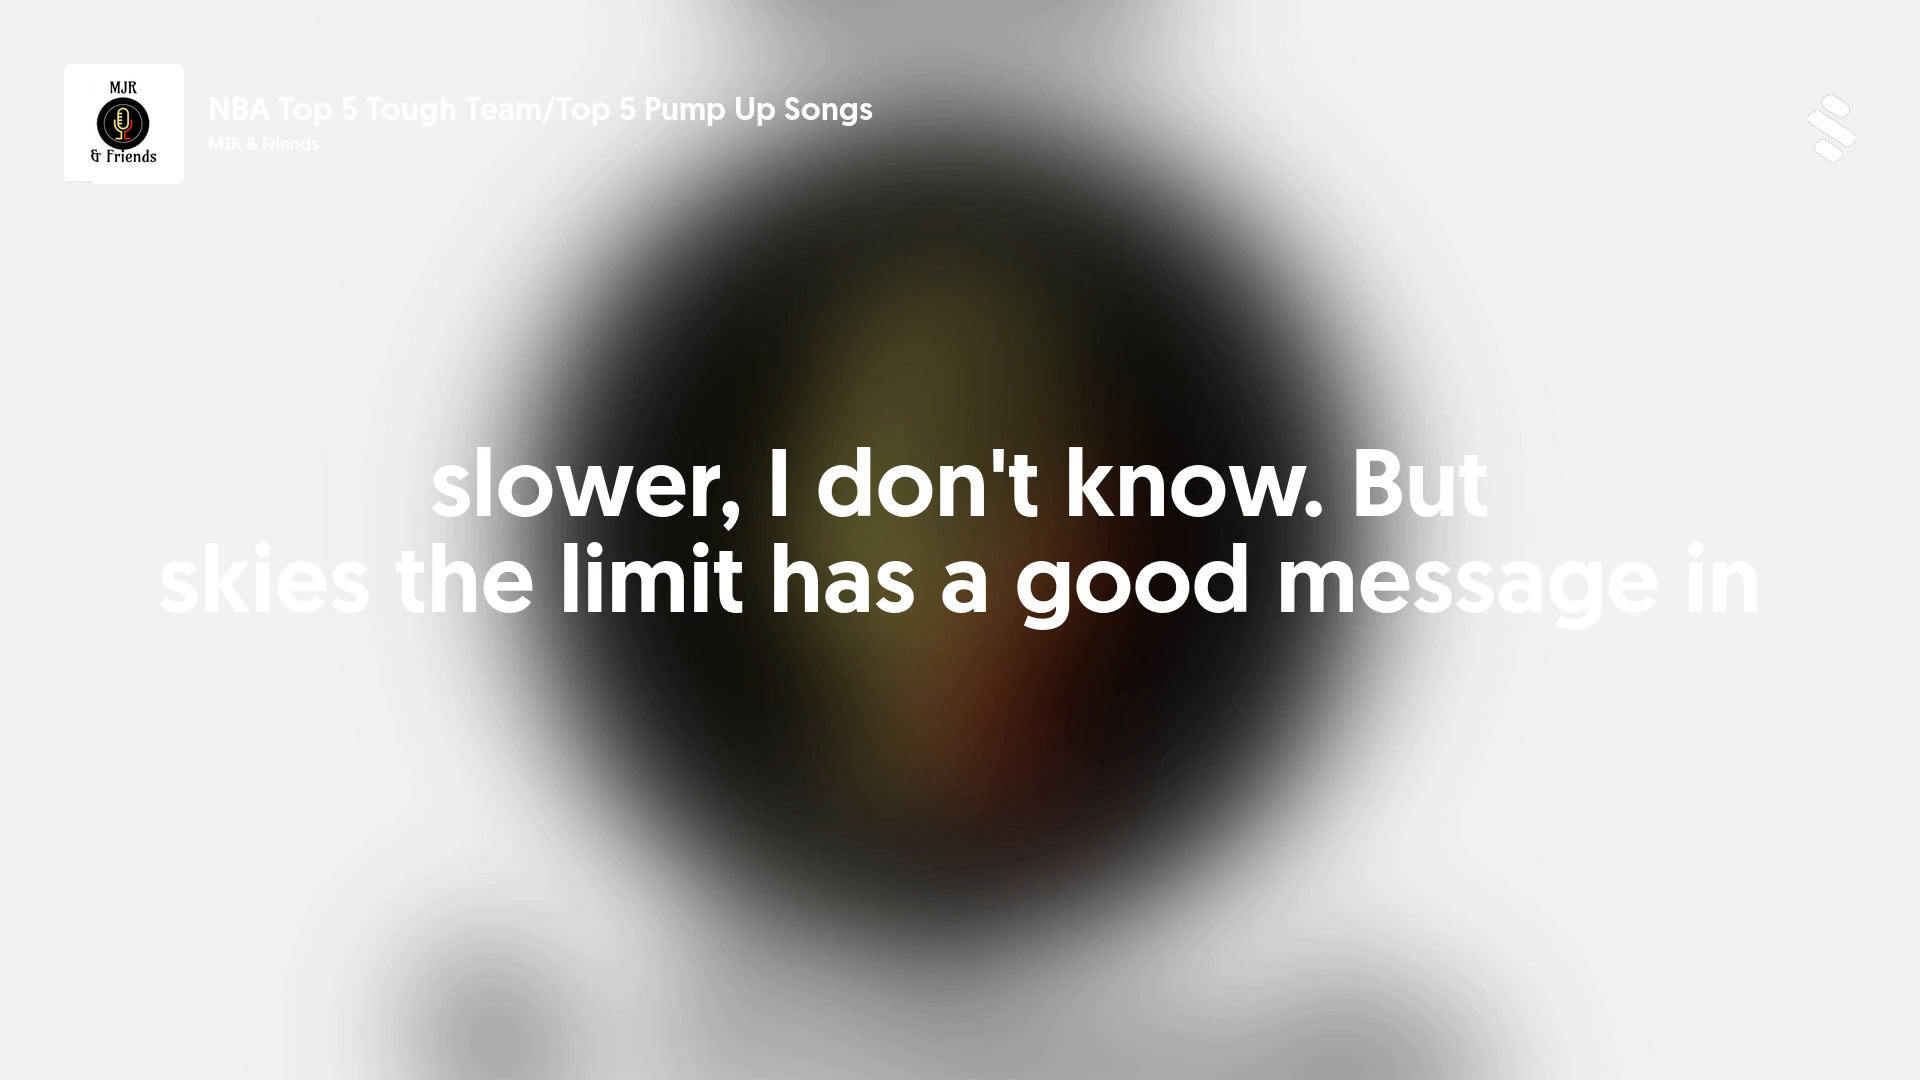 MJR
& Friends
NBA Top 5 Tough Team/Top 5 Pump Up Songs
MJR & Friends
slower, I don't know. But
skies the limit has a good message in